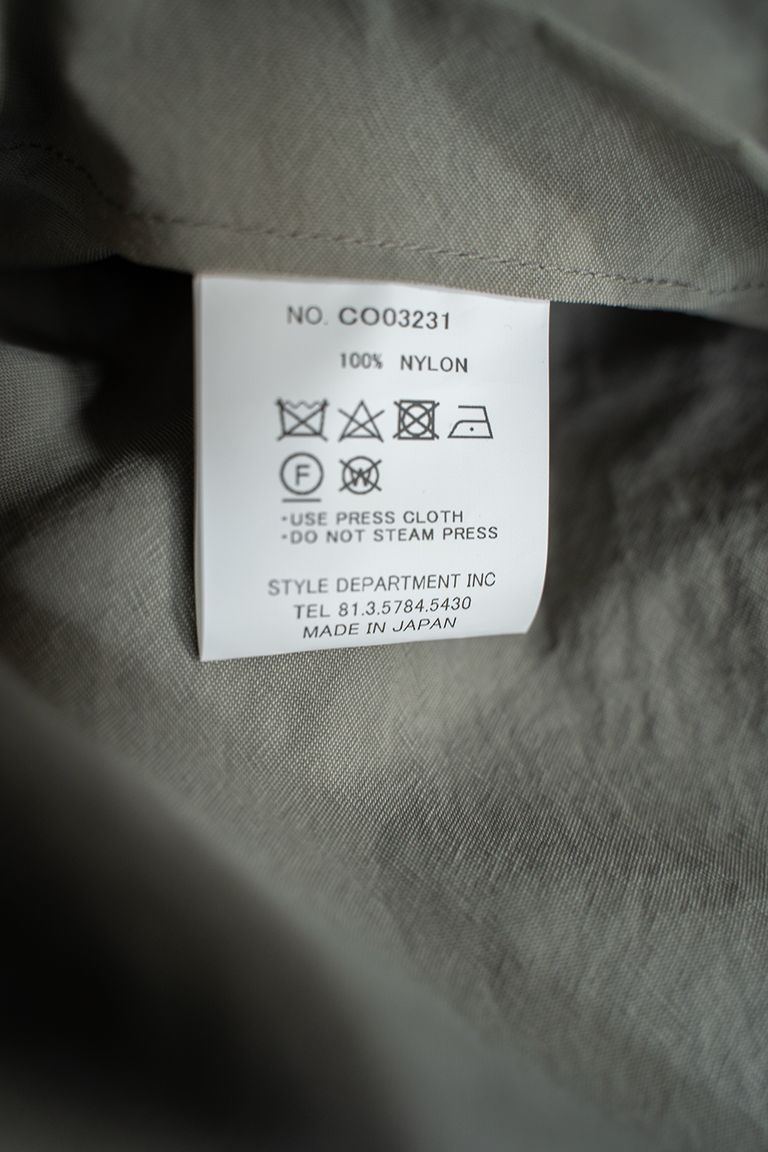 NO. CO03231
100% NYLON
F W
•USE PRESS CLOTH
•DO NOT STEAM PRESS
STYLE DEPARTMENT INC
TEL 81.3.5784.5430
MADE IN JAPAN